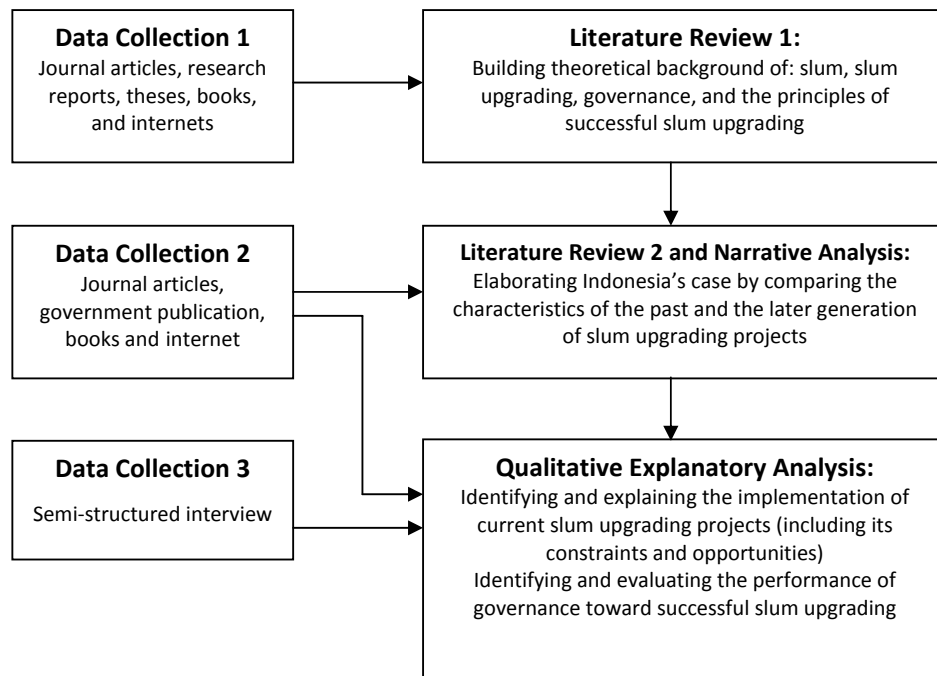 Data Collection 1
Journal articles, research
reports, theses, books,
and internets
Literature Review 1:
Building theoretical background of: slum, slum
upgrading, governance, and the principles of
successful slum upgrading
Data Collection 2
Journal articles,
government publication,
books and internet
Literature Review 2 and Narrative Analysis:
Elaborating Indonesia’s case by comparing the
characteristics of the past and the later generation
of slum upgrading projects
Data Collection 3
Semi-structured interview
Qualitative Explanatory Analysis:
Identifying and explaining the implementation of
current slum upgrading projects (including its
constraints and opportunities)
Identifying and evaluating the performance of
governance toward successful slum upgrading